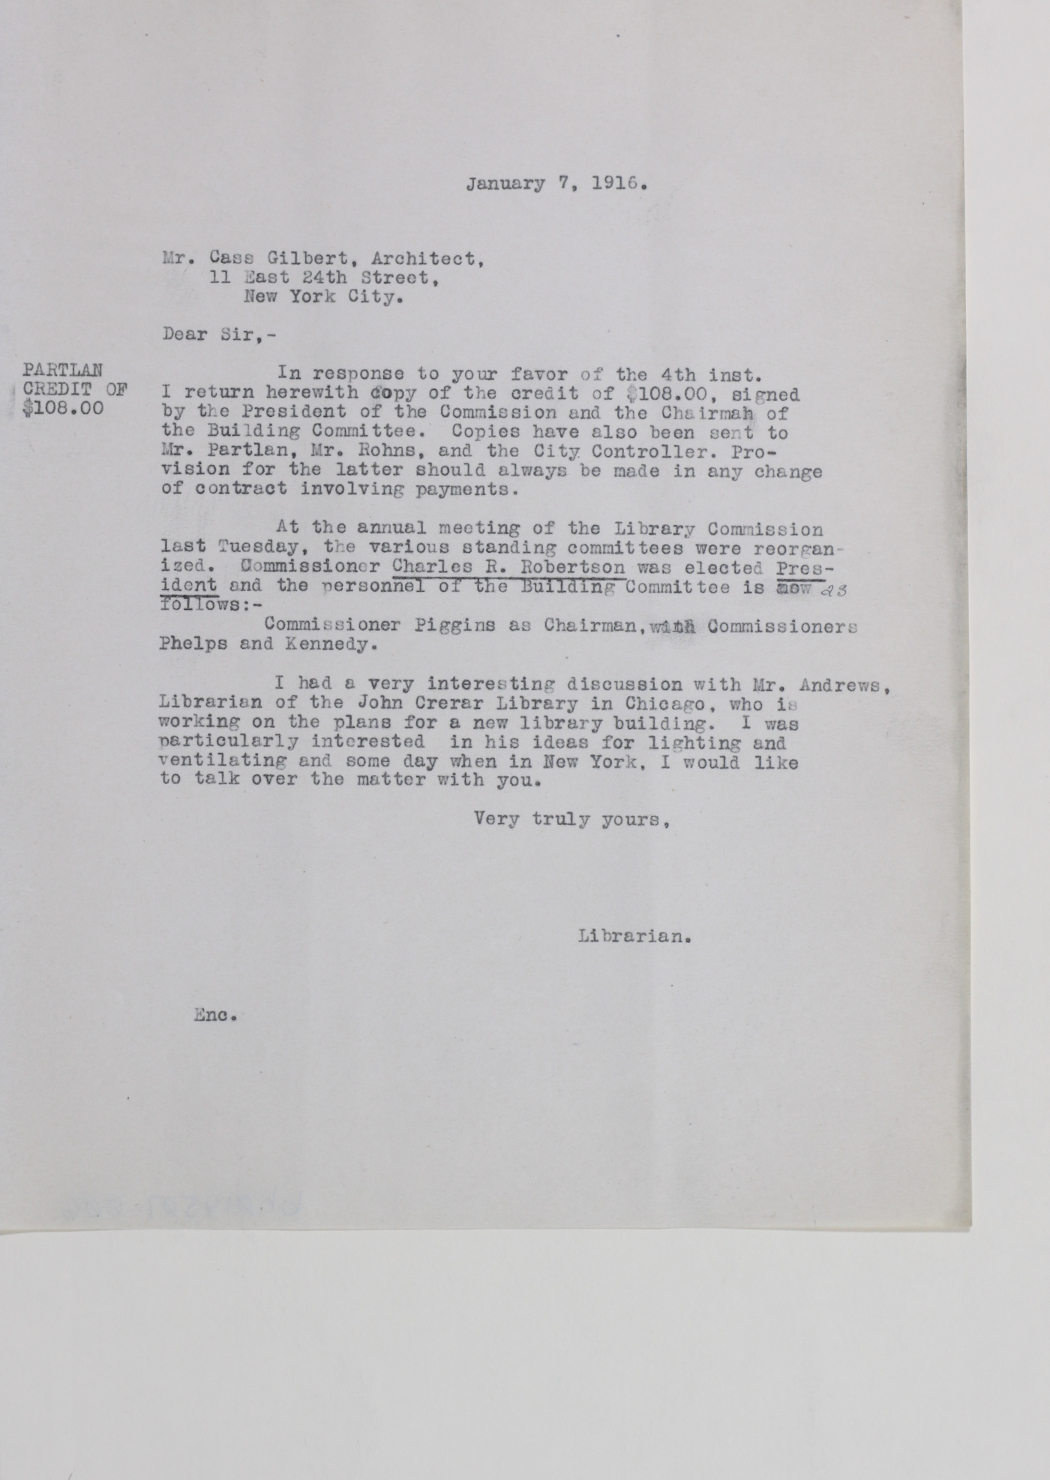 January 7, 1916.
Mr. Cass Gilbert, Architect,
11 East 24th Street,
New York City.
Dear Sir,-
PARTLAN
CREDIT OF
$108.00
In response to your favor of the 4th inst.
I return herewith copy of the credit of $108.00, signed
by the President of the Commission and the Chairman of
the Building Committee. Copies have also been sent to
Mr. Partlan, Mr. Rohns, and the City Controller. Pro-
vision for the latter should always be made in any change
of contract involving payments.
At the annual meeting of the Library Commission
last Tuesday, the various standing committees were reorgan-
ized. Commissioner Charles R. Robertson was elected Pres-
ident and the personnel of the Building Committee is now as
follows:-
Commissioner Piggins as Chairman, with Commissioners
Phelps and Kennedy.
I had a very interesting discussion with Mr. Andrews,
Librarian of the John Crerar Library in Chicago, who is
working on the plans for a new library building. I was
particularly interested in his ideas for lighting and
ventilating and some day when in New York, I would like
to talk over the matter with you.
Very truly yours,
Librarian.
Enc.